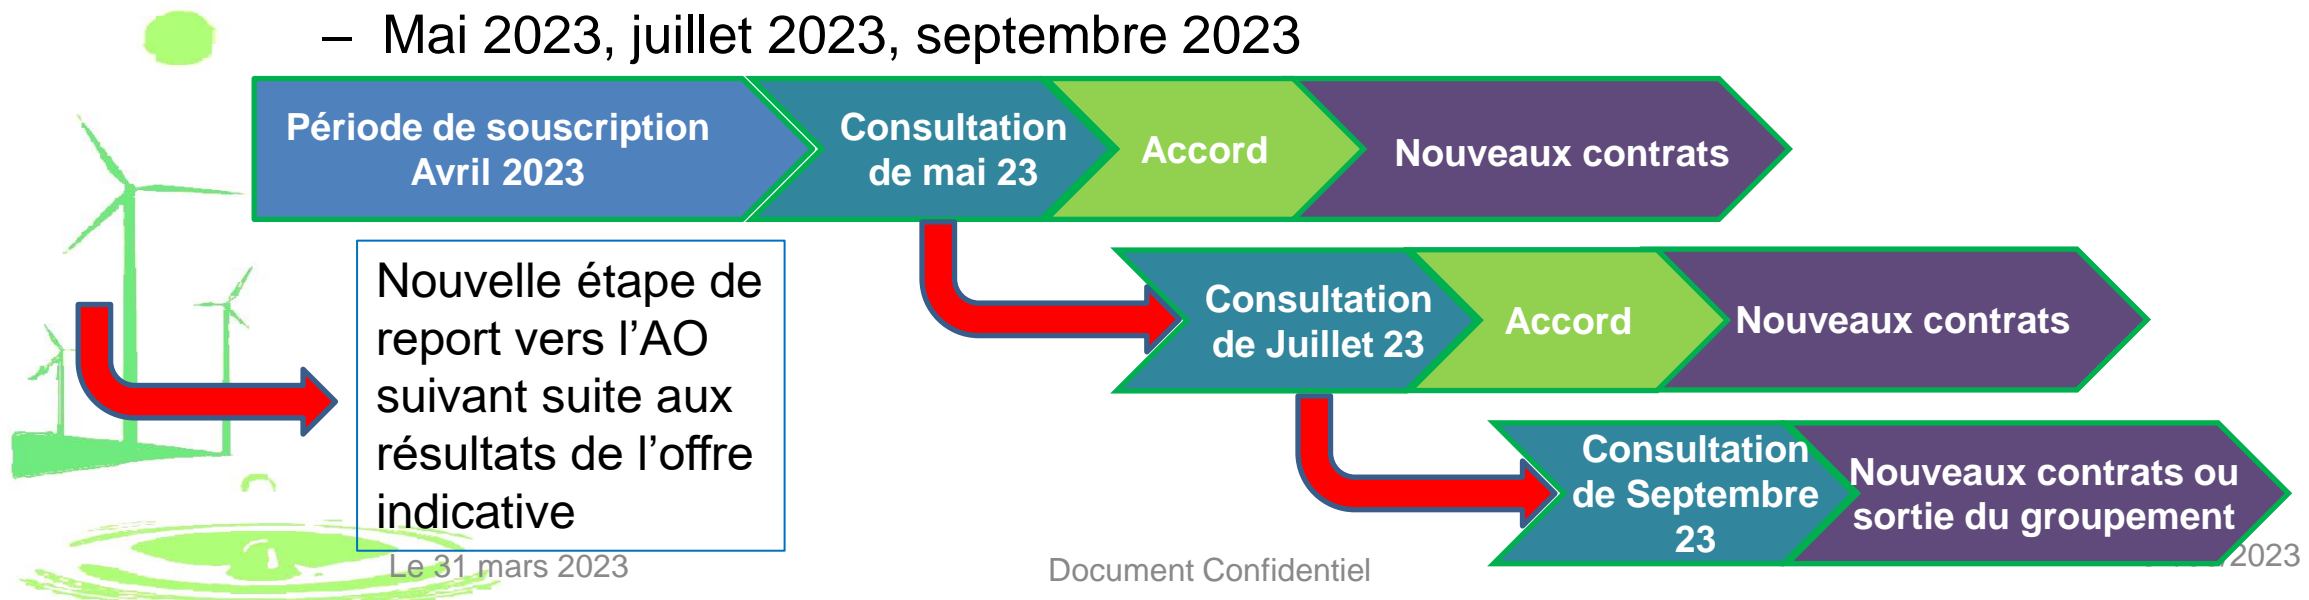 – Mai 2023, juillet 2023, septembre 2023
Période de souscription
Avril 2023
Consultation
de mai 23
Accord
Nouveaux contrats
Nouvelle étape de
report vers l’AO
suivant suite aux
résultats de l’offre
indicative
Consultation
de Juillet 23
Accord
Nouveaux contrats
Consultation
de Septembre
23
Nouveaux contrats ou
sortie du groupement
Le 31 mars 2023
Document Confidentiel
2023